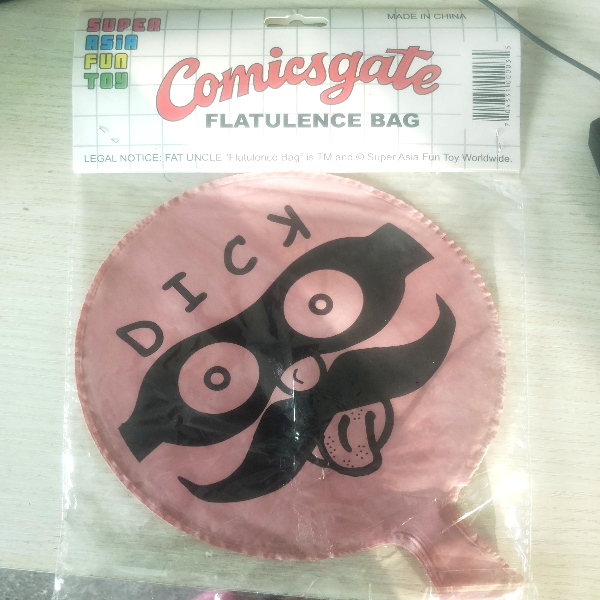 SUPER
ASIA
FUN
TOY
MADE IN CHINA
Comicsgate
FLATULENCE BAG
LEGAL NOTICE: FAT UNCLE "Flatulence Bag" is TM and © Super Asia Fun Toy Worldwide.
DICK